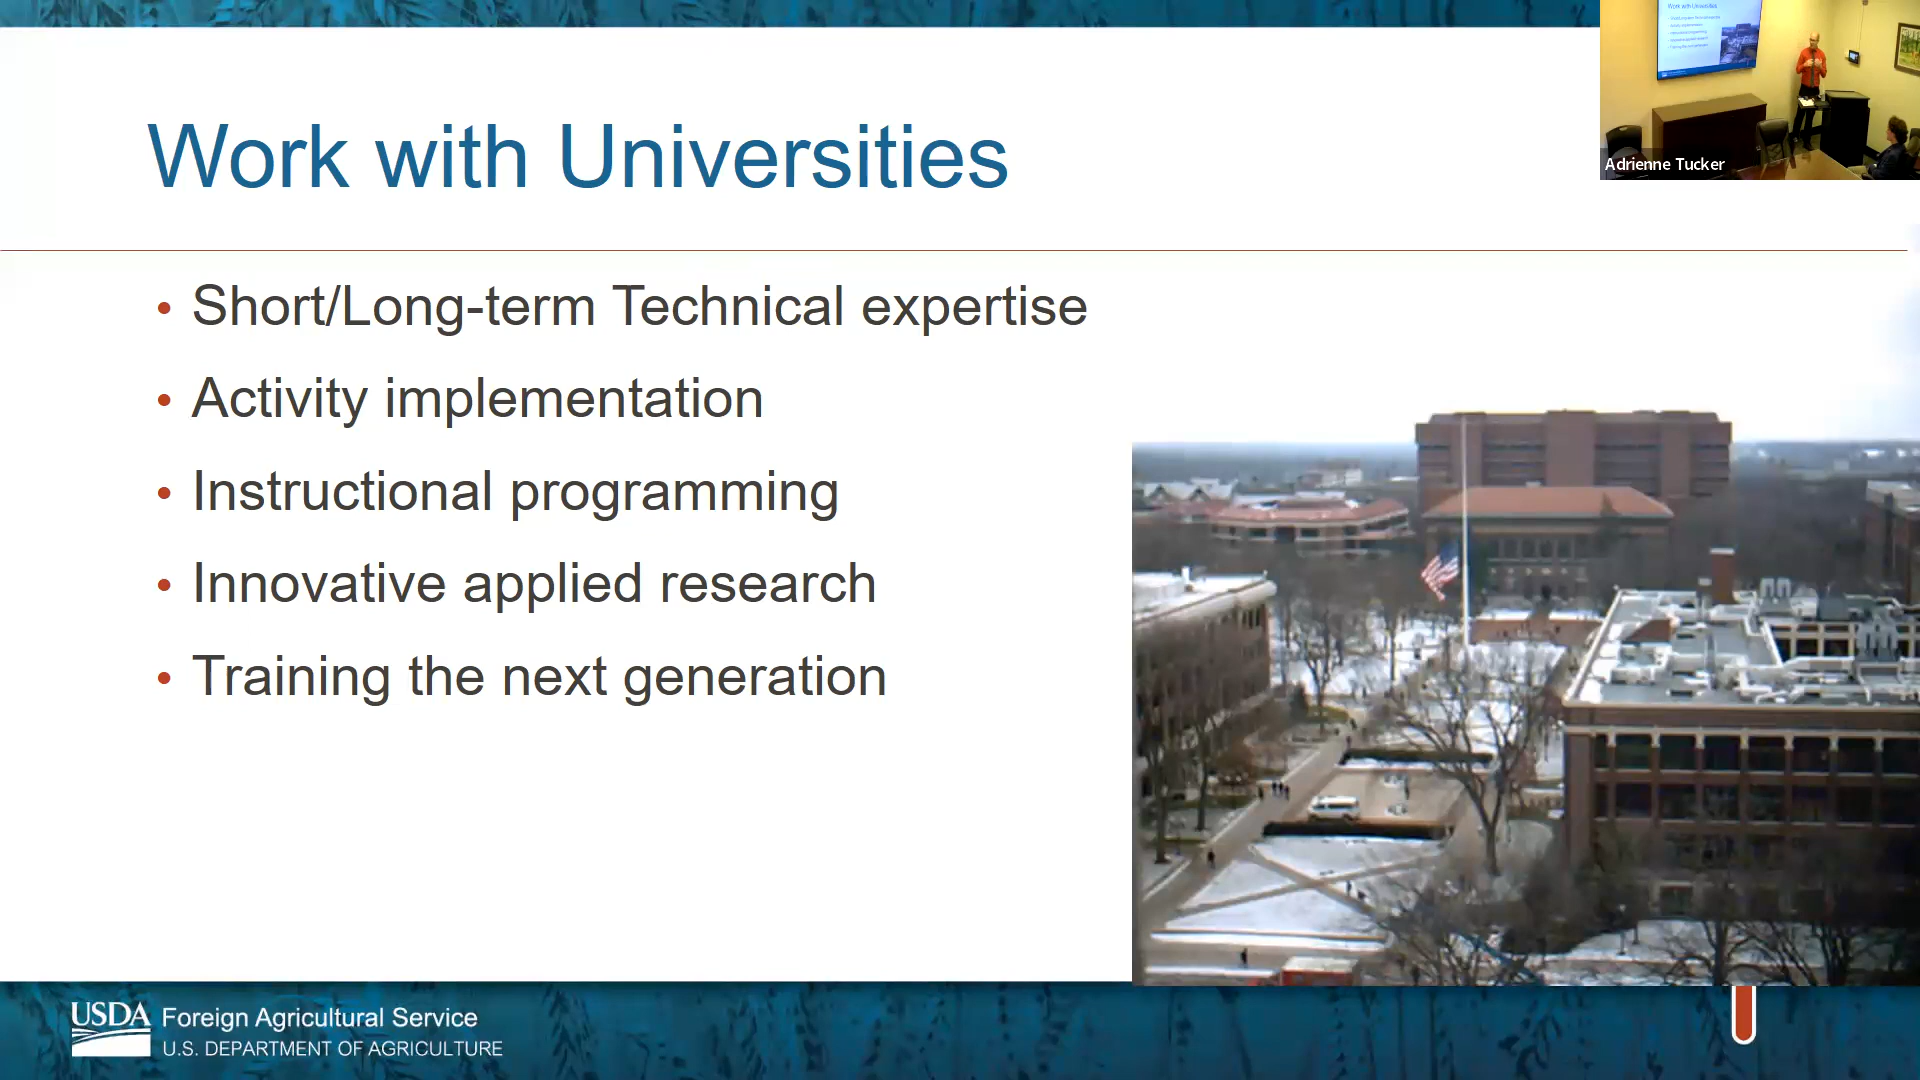 Work with Universities
Adrienne Tucker
• Short/Long-term Technical expertise
• Activity implementation
• Instructional programming
• Innovative applied research
• Training the next generation
USDA Foreign Agricultural Service
U.S. DEPARTMENT OF AGRICULTURE